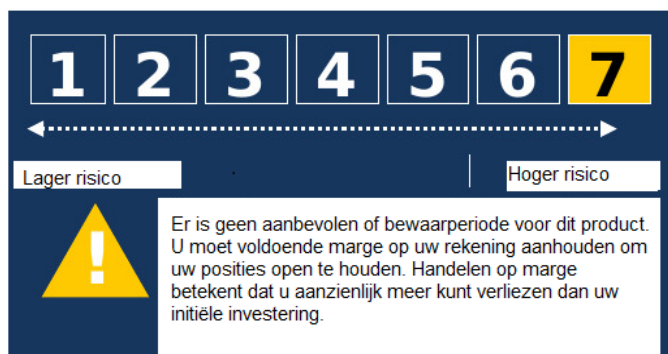 1 2 3 4 5 6 7
Lager risico Hoger risico
!
Er is geen aanbevolen of bewaarperiode voor dit product.
U moet voldoende marge op uw rekening aanhouden om
uw posities open te houden. Handelen op marge
betekent dat u aanzienlijk meer kunt verliezen dan uw
initiële investering.